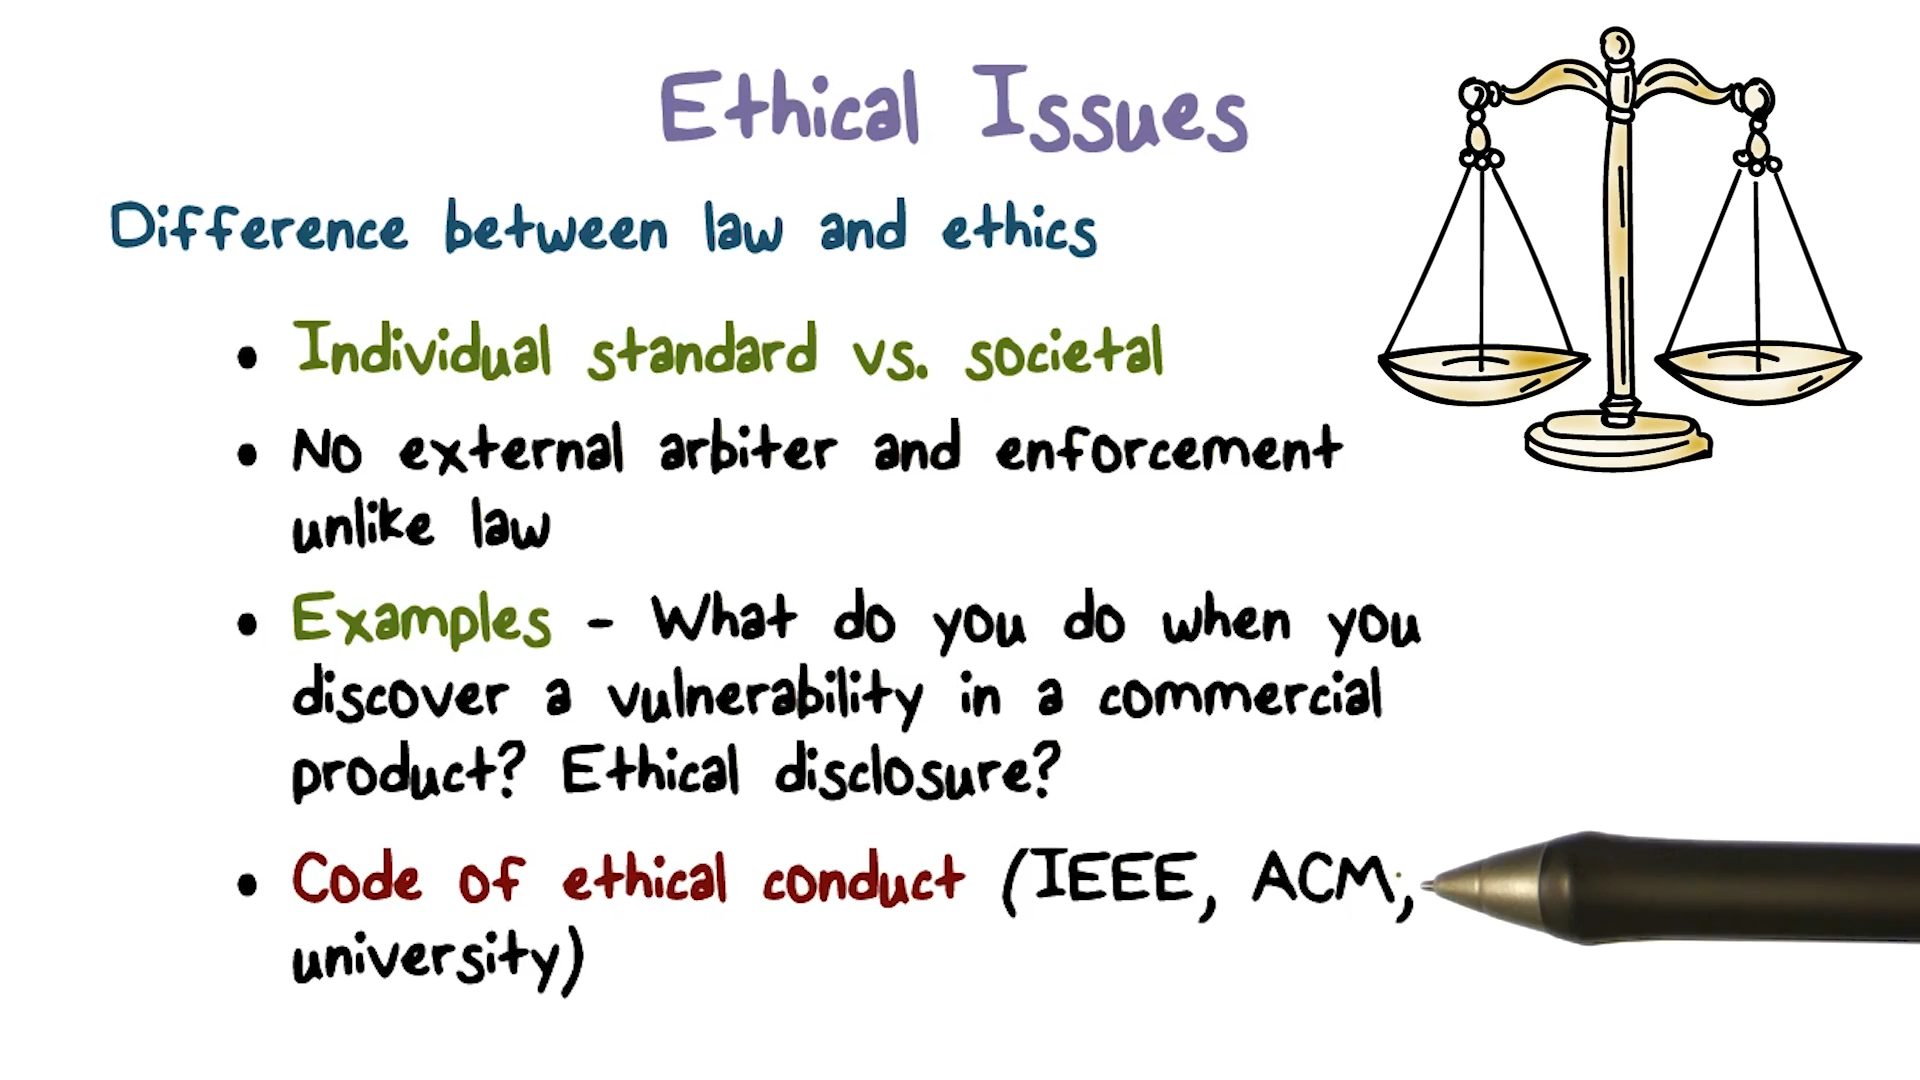 Ethical Issues
Difference between law and ethics
• Individual standard vs. societal
• No external arbiter and enforcement
unlike law
• Examples - What do you do when you
discover a vulnerability in a commercial
product? Ethical disclosure?
• Code of ethical conduct (IEEE, ACM,
university)